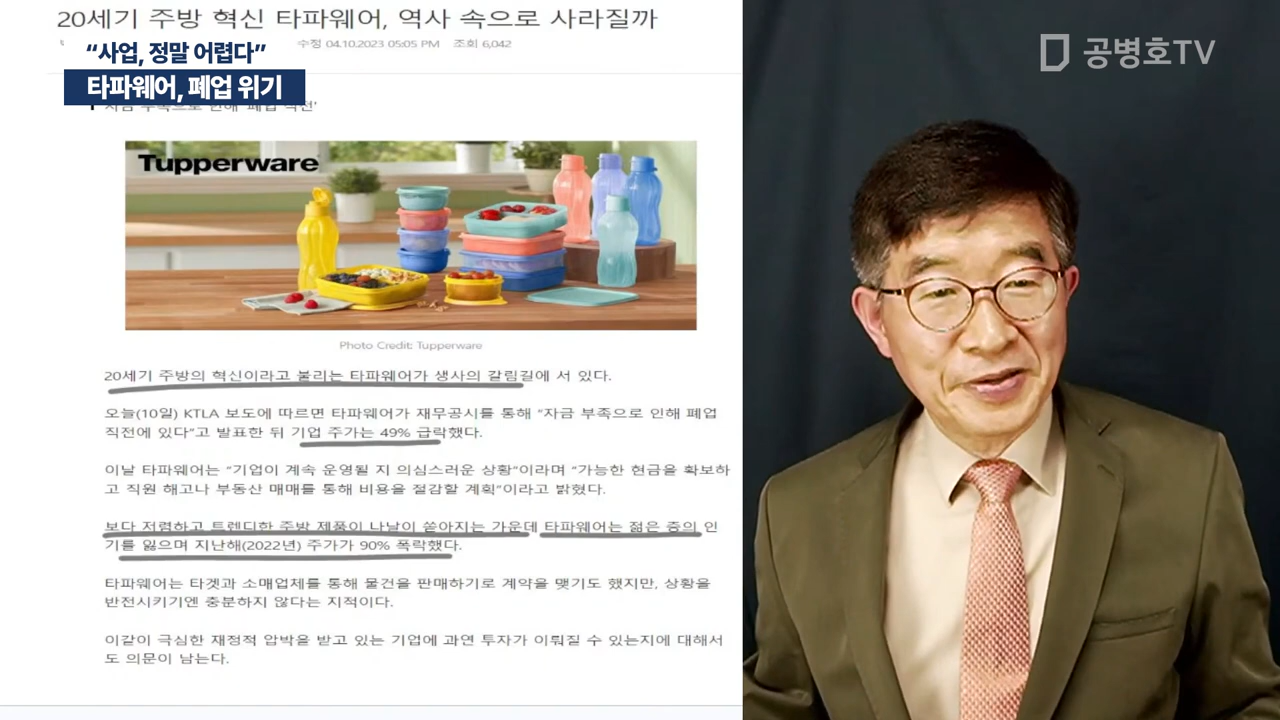 20세기 주방 혁신 타파웨어, 역사 속으로 사라질까
수정 04.10.2023 05:05 PM 조회 6,042
“사업, 정말 어렵다”
타파웨어, 폐업 위기
공병호TV
Tupperware
Photo Credit: Tupperware
20세기 주방의 혁신이라고 불리는 타파웨어가 생사의 갈림길에 서 있다.
오늘(10일) KTLA 보도에 따르면 타파웨어가 재무공시를 통해 “자금 부족으로 인해 폐업
직전에 있다”고 발표한 뒤 기업 주가는 49% 급락했다.
이날 타파웨어는 “기업이 계속 운영될 지 의심스러운 상황“이라며 “가능한 현금을 확보하
고 직원 해고나 부동산 매매를 통해 비용을 절감할 계획”이라고 밝혔다.
보다 저렴하고 트렌디한 주방 제품이 나날이 쏟아지는 가운데 타파웨어는 젊은 층의 인
기를 잃으며 지난해(2022년) 주가가 90% 폭락했다.
타파웨어는 타겟과 소매업체를 통해 물건을 판매하기로 계약을 맺기도 했지만, 상황을
반전시키기엔 충분하지 않다는 지적이다.
이같이 극심한 재정적 압박을 받고 있는 기업에 과연 투자가 이뤄질 수 있는지에 대해서
도 의문이 남는다.